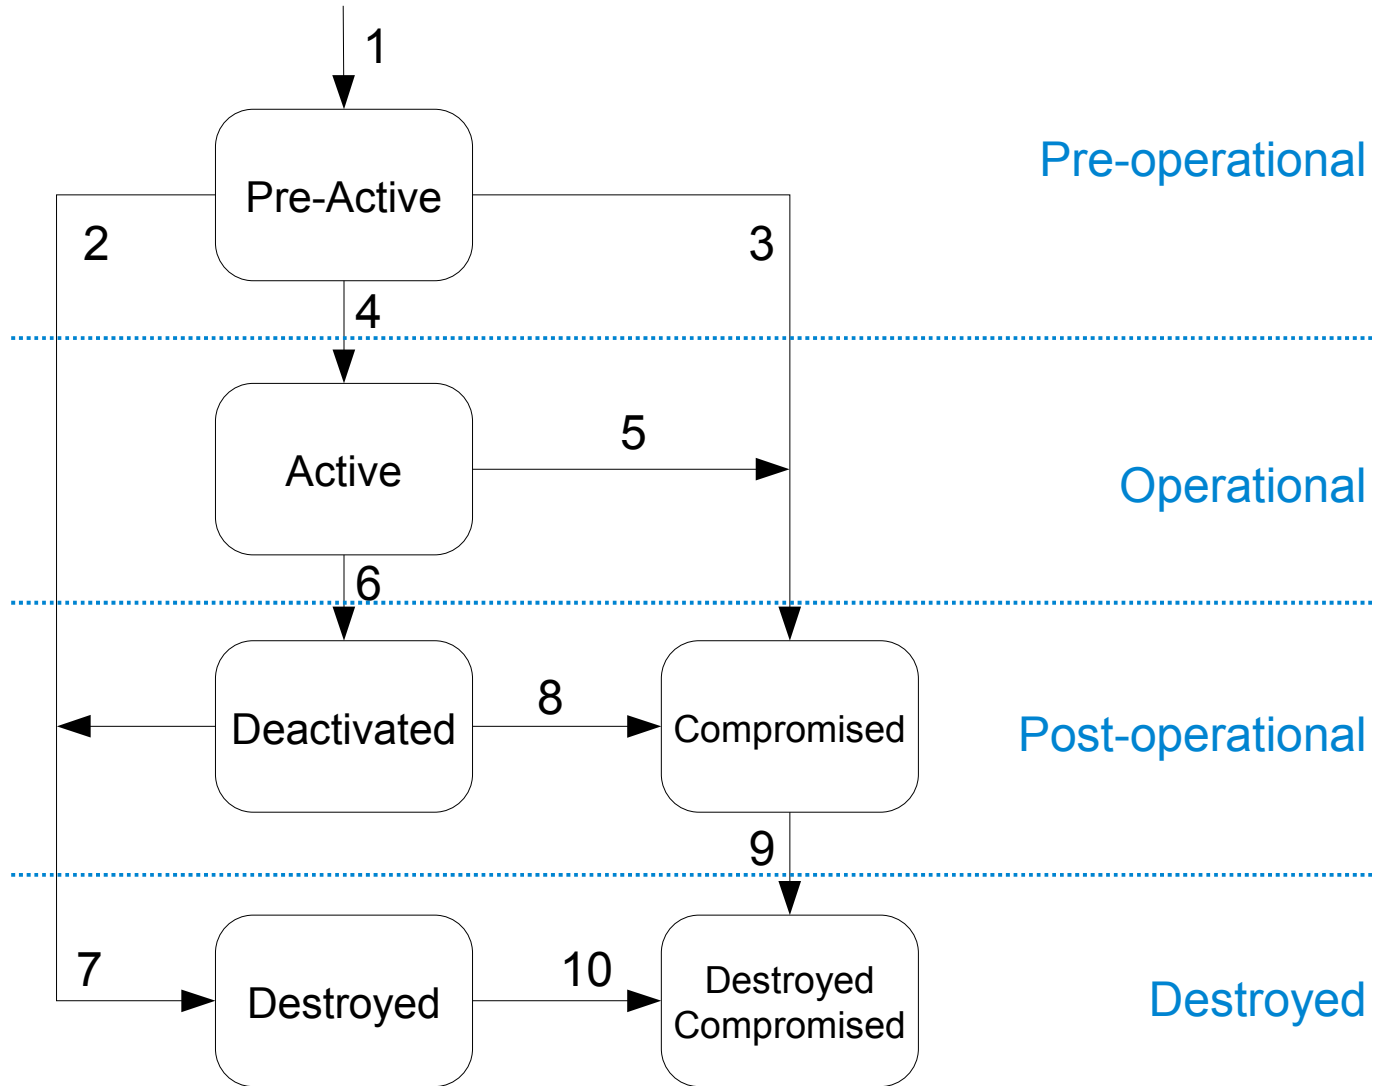 1
Pre-operational
Pre-Active
2
3
4
5
Active
Operational
6
8
Deactivated
Compromised
Post-operational
9
7
10
Destroyed
Destroyed
Compromised
Destroyed